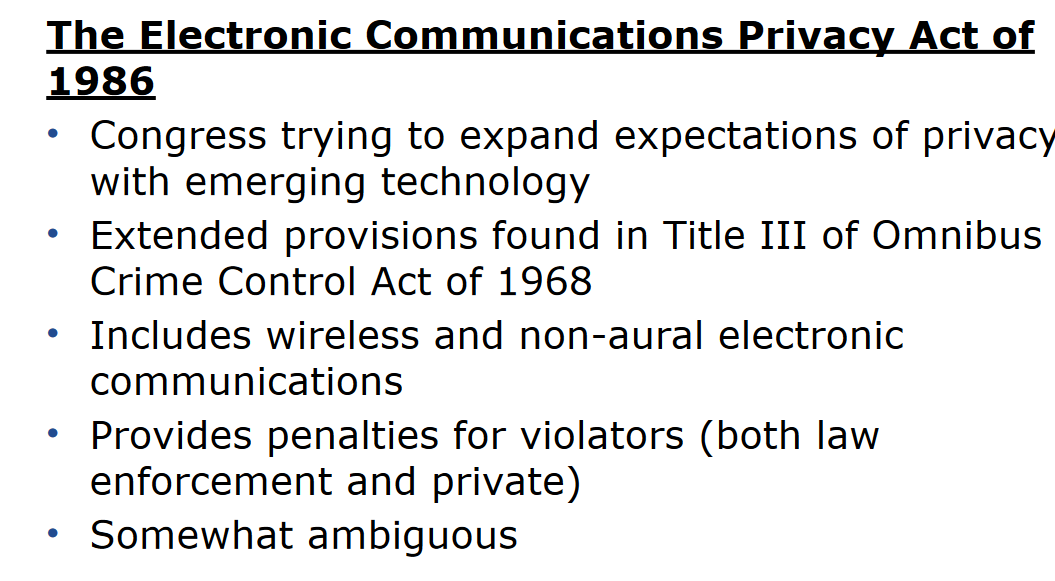 The Electronic Communications Privacy Act of
1986
• Congress trying to expand expectations of privacy
with emerging technology
• Extended provisions found in Title III of Omnibus
Crime Control Act of 1968
• Includes wireless and non-aural electronic
communications
• Provides penalties for violators (both law
enforcement and private)
• Somewhat ambiguous